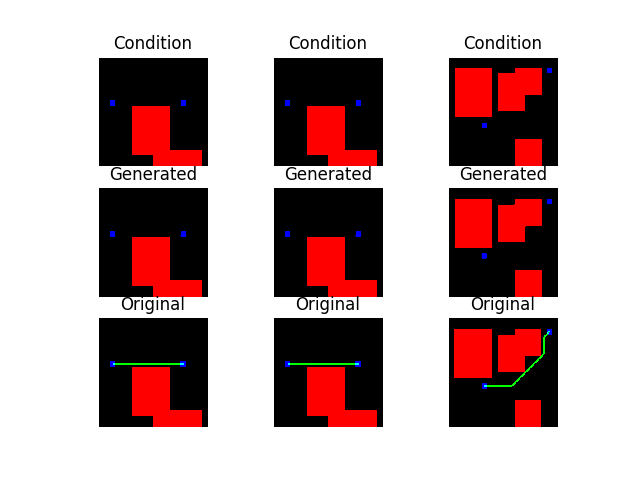 Condition Condition Condition
Generated Generated Generated
Original Original Original